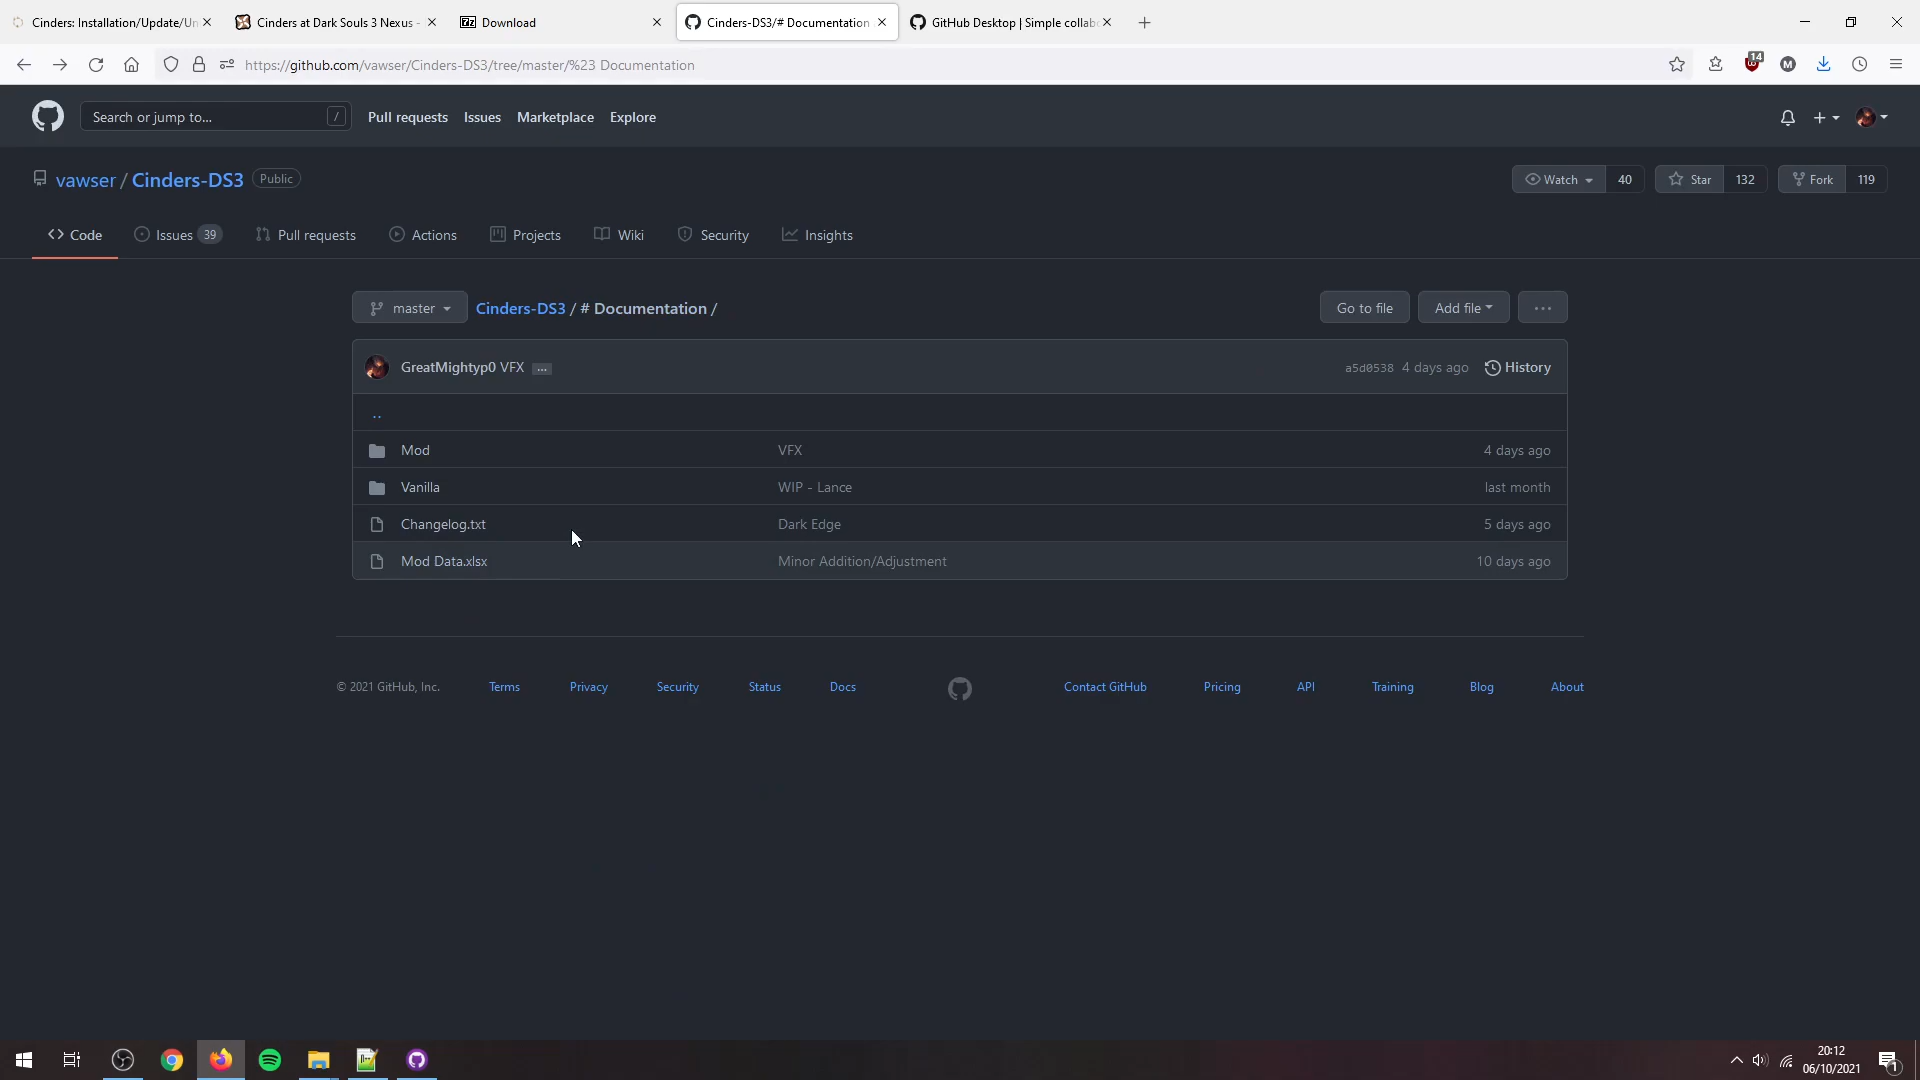 Cinders: Installation/Update/Un
Cinders at Dark Souls 3 Nexus -
7z Download
Cinders-DS3/# Documentation
GitHub Desktop | Simple collab
https://github.com/vawser/Cinders-DS3/tree/master/%23 Documentation
14
M
Search or jump to...
/
Pull requests
Issues
Marketplace
Explore
vawser / Cinders-DS3
Public
Watch
40
Star
132
Fork
119
Code
Issues
39
Pull requests
Actions
Projects
Wiki
Security
Insights
master
Cinders-DS3 / # Documentation /
Go to file
Add file
...
GreatMightyp0 VFX ...
a5d0538 4 days ago
History
..
Mod VFX 4 days ago
Vanilla WIP - Lance last month
Changelog.txt Dark Edge 5 days ago
Mod Data.xlsx Minor Addition/Adjustment 10 days ago
© 2021 GitHub, Inc.
Terms
Privacy
Security
Status
Docs
Contact GitHub
Pricing
API
Training
Blog
About
20:12
06/10/2021
1